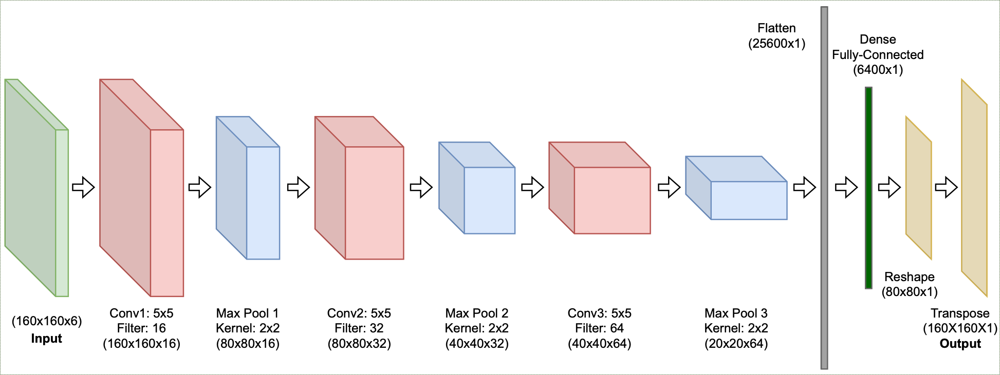 (160x160x6)
Input
Conv1: 5x5
Filter: 16
(160x160x16)
Max Pool 1
Kernel: 2x2
(80x80x16)
Conv2: 5x5
Filter: 32
(80x80x32)
Max Pool 2
Kernel: 2x2
(40x40x32)
Conv3: 5x5
Filter: 64
(40x40x64)
Max Pool 3
Kernel: 2x2
(20x20x64)
Flatten
(25600x1)
Dense
Fully-Connected
(6400x1)
Reshape
(80x80x1)
Transpose
(160X160X1)
Output